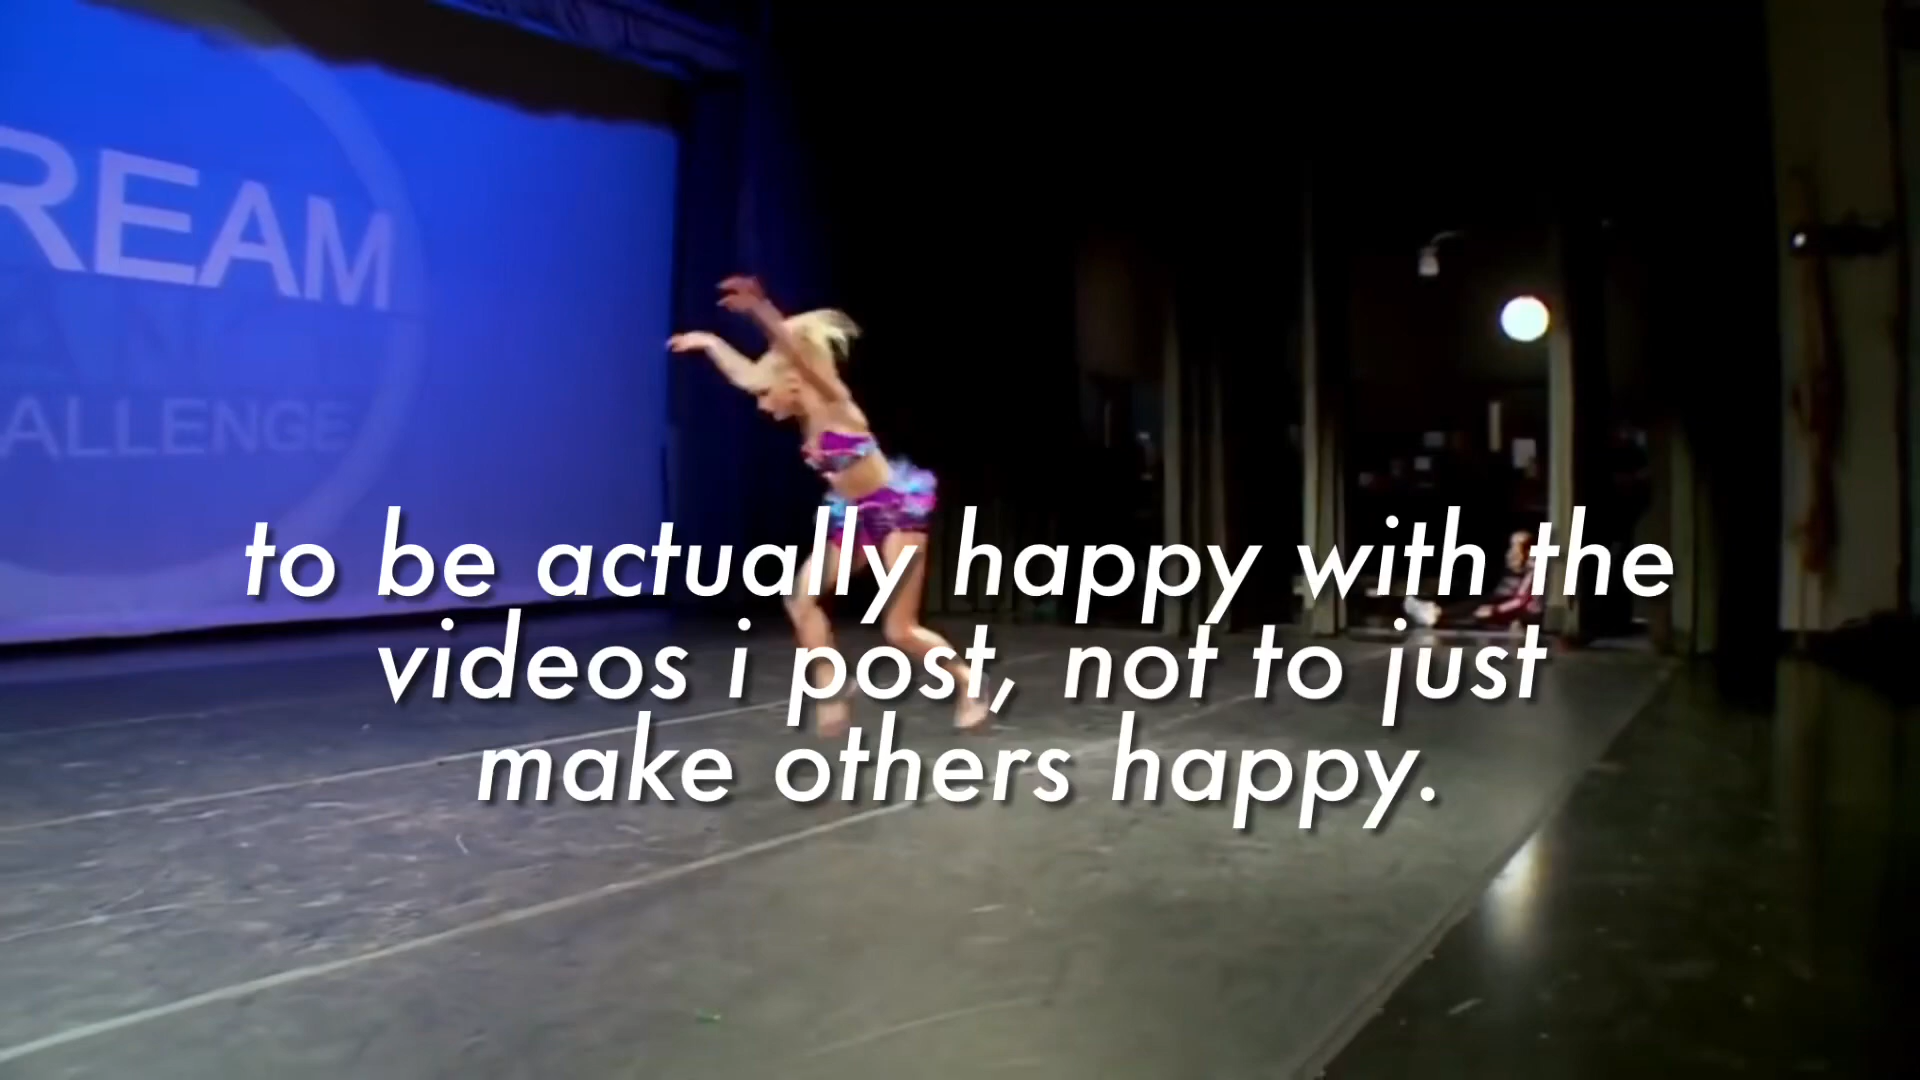 REAM
ALLENGE
to be actually happy with the
videos i post, not to just
make others happy.